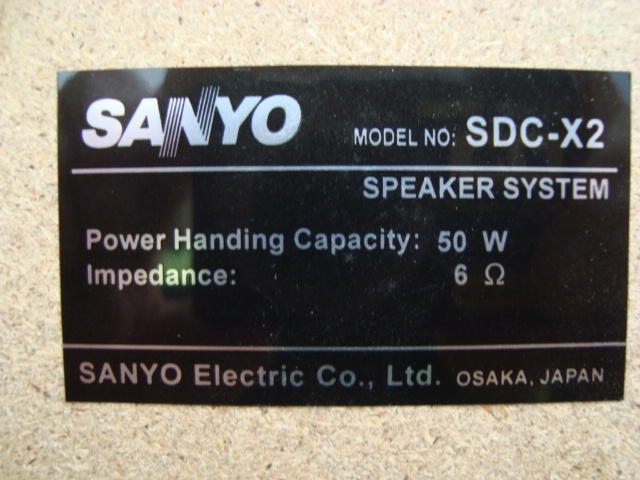 SANYO MODEL NO: SDC-X2
SPEAKER SYSTEM
Power Handing Capacity: 50 W
Impedance: 6 Ω
SANYO Electric Co., Ltd. OSAKA, JAPAN